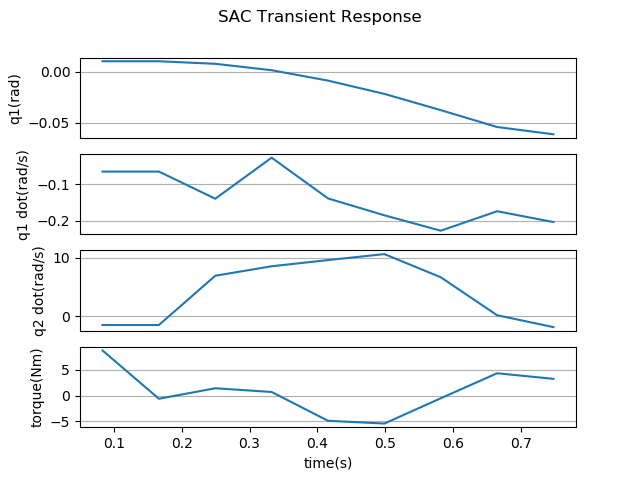 SAC Transient Response
q1(rad)
0.00
−0.05
q1 dot(rad/s)
−0.1
−0.2
q2 dot(rad/s)
10
0
torque(Nm)
5
0
−5
0.1 0.2 0.3 0.4 0.5 0.6 0.7
time(s)